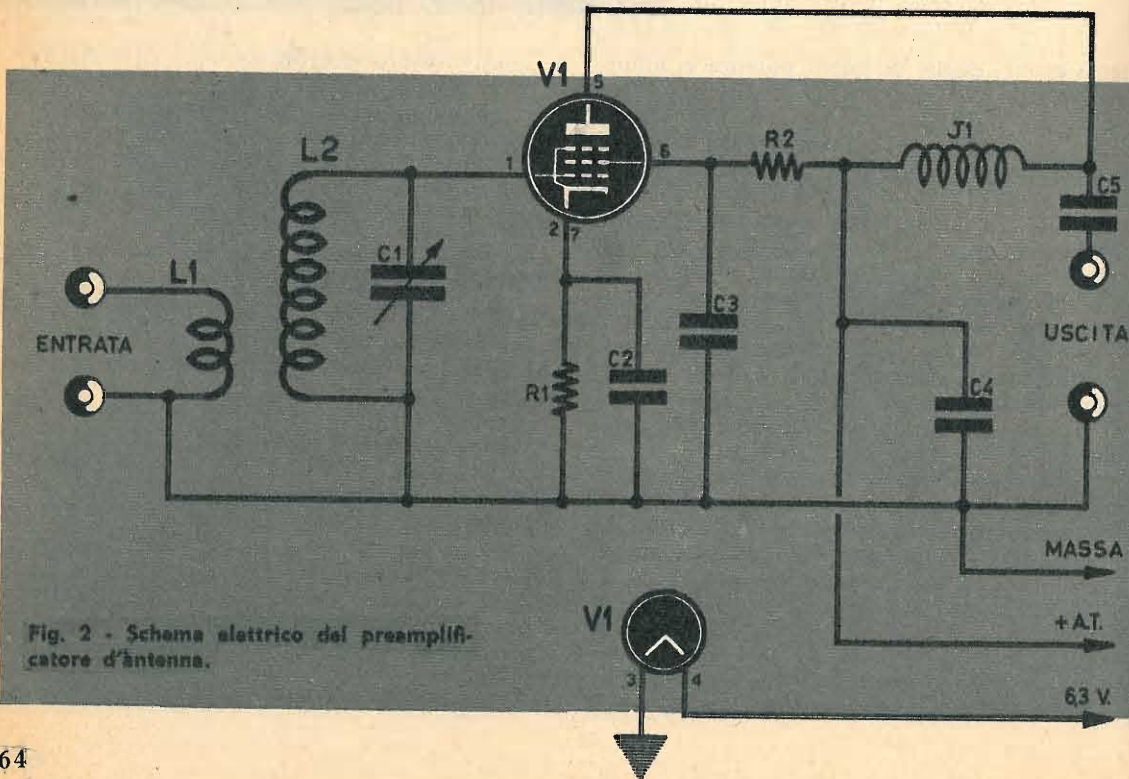 V1
5
L2
1
6
R2
J1
C5
C1
2
7
L1
ENTRATA
C3
USCITA
R1
C2
C4
MASSA
V1
+ A.T.
Fig. 2 - Schema elettrico del preamplifi-
catore d'antenna.
3
4
6,3 V.
64